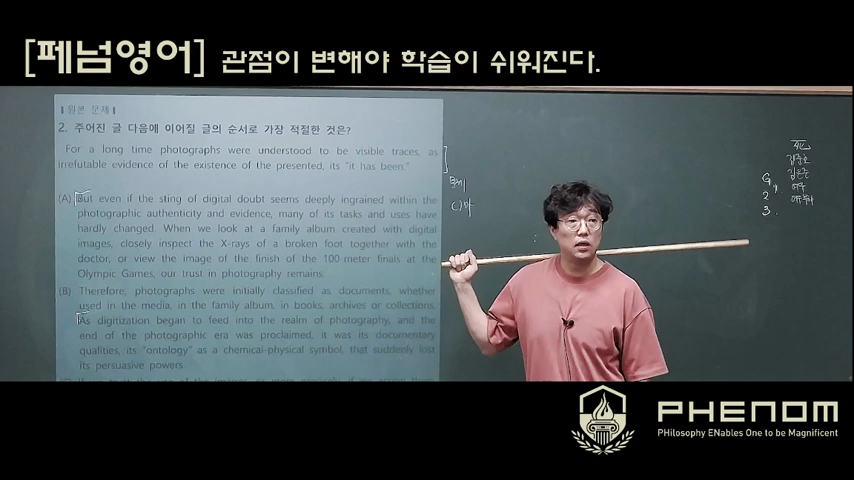 [페넘영어] 관점이 변해야 학습이 쉬워진다.
‖ 원본 문제 ‖
2. 주어진 글 다음에 이어질 글의 순서로 가장 적절한 것은?
For a long time photographs were understood to be visible traces, as
irrefutable evidence of the existence of the presented, its "it has been."
(A) But even if the sting of digital doubt seems deeply ingrained within the
photographic authenticity and evidence, many of its tasks and uses have
hardly changed. When we look at a family album created with digital
images, closely inspect the X-rays of a broken foot together with the
doctor, or view the image of the finish of the 100-meter finals at the
Olympic Games, our trust in photography remains.
(B) Therefore, photographs were initially classified as documents, whether
used in the media, in the family album, in books, archives or collections.
As digitization began to feed into the realm of photography, and the
end of the photographic era was proclaimed, it was its documentary
qualities, its "ontology" as a chemical-physical symbol, that suddenly lost
its persuasive powers.
G
2
3.
PHENOM
PHilosophy ENables One to be Magnificent